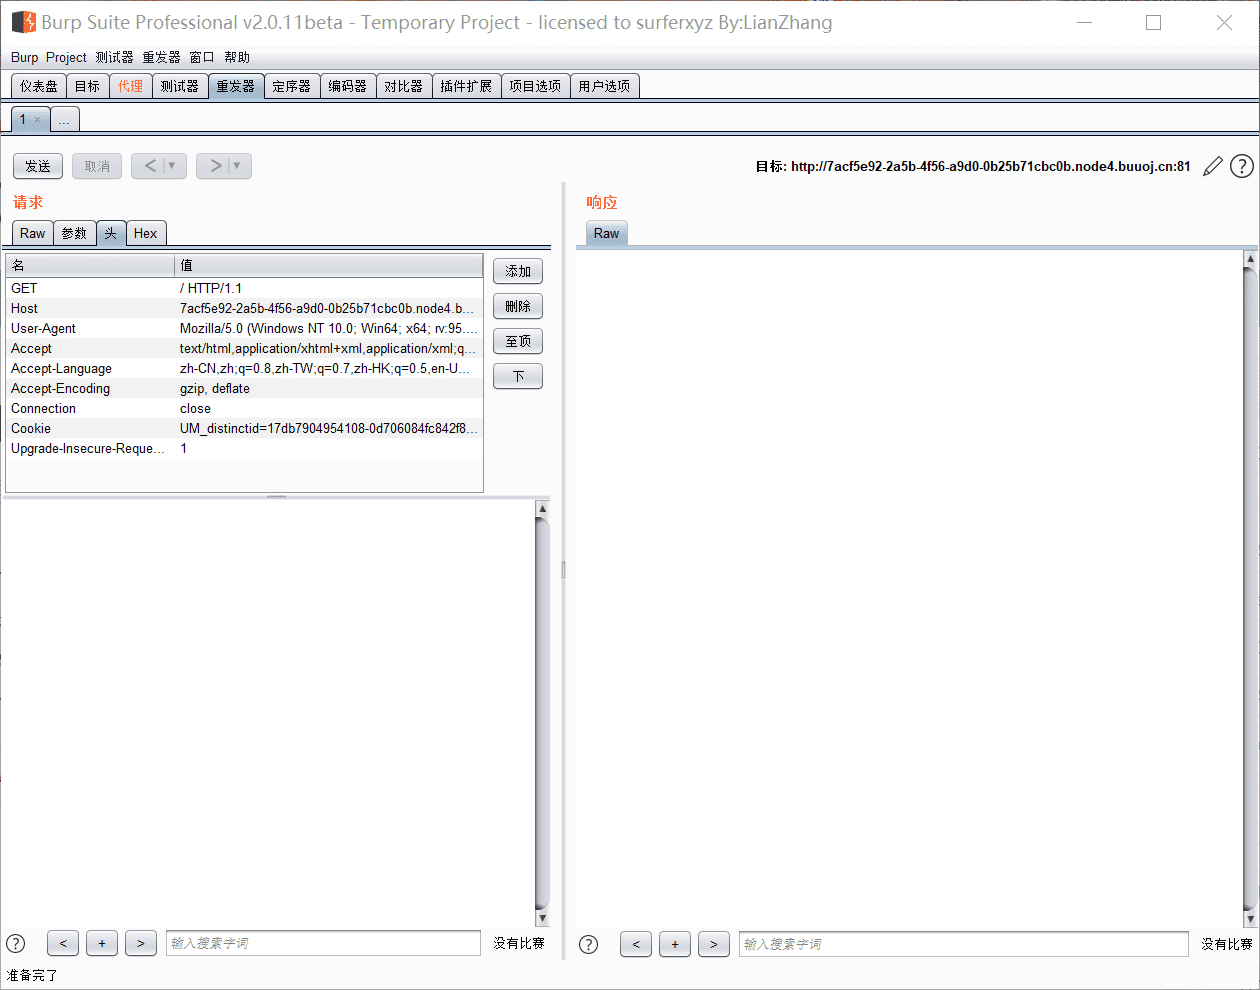 Burp Suite Professional v2.0.11beta - Temporary Project - licensed to surferxyz By:LianZhang
Burp Project 测试器 重发器 窗口 帮助
仪表盘 目标 代理 测试器 重发器 定序器 编码器 对比器 插件扩展 项目选项 用户选项
1 × ...
发送 取消 < > 目标: http://7acf5e92-2a5b-4f56-a9d0-0b25b71cbc0b.node4.buuoj.cn:81 ?
请求
Raw 参数 头 Hex
名 值
GET / HTTP/1.1
Host 7acf5e92-2a5b-4f56-a9d0-0b25b71cbc0b.node4.b...
User-Agent Mozilla/5.0 (Windows NT 10.0; Win64; x64; rv:95....
Accept text/html,application/xhtml+xml,application/xml;q...
Accept-Language zh-CN,zh;q=0.8,zh-TW;q=0.7,zh-HK;q=0.5,en-U...
Accept-Encoding gzip, deflate
Connection close
Cookie UM_distinctid=17db7904954108-0d706084fc842f8...
Upgrade-Insecure-Reque... 1
添加
删除
至顶
下
? < + > 输入搜索字词 没有比赛
响应
Raw
? < + > 输入搜索字词 没有比赛
准备完了